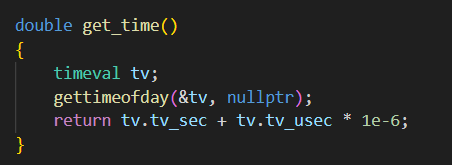 double get_time()
{
    timeval tv;
    gettimeofday(&tv, nullptr);
    return tv.tv_sec + tv.tv_usec * 1e-6;
}